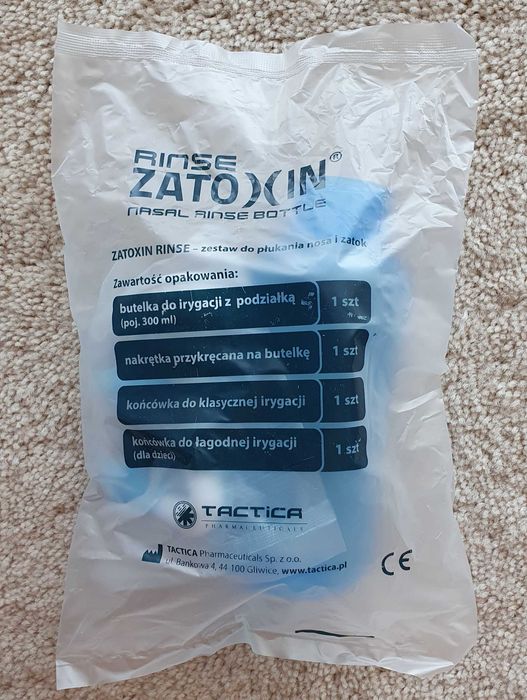 RINSE
ZATOXIN®
NASAL RINSE BOTTLE
ZATOXIN RINSE – zestaw do płukania nosa i zatok
Zawartość opakowania:
butelka do irygacji z podziałką 1 szt
(poj. 300 ml)
nakrętka przykręcana na butelkę 1 szt
końcówka do klasycznej irygacji 1 szt
końcówka do łagodnej irygacji 1 szt
(dla dzieci)
TACTICA
PHARMACEUTICALS
TACTICA Pharmaceuticals Sp. z o.o.
ul. Bankowa 4, 44 100 Gliwice, www.tactica.pl
CE